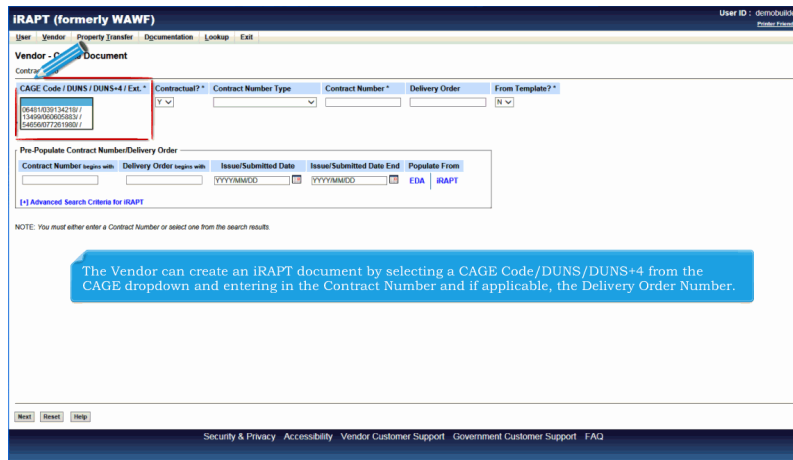 iRAPT (formerly WAWF)
User ID :
Printer Friend
User Vendor Property Transfer Documentation Lookup Exit
Vendor - Document
CAGE Code / DUNS / DUNS+4 / Ext. * Contractual? * Contract Number Type Contract Number * Delivery Order From Template? *
Y N
06481/039134218/ /
13499/060605883/ /
54656/077261980/ /
Pre-Populate Contract Number/Delivery Order
Contract Number begins with Delivery Order begins with Issue/Submitted Date Issue/Submitted Date End Populate From
YYYY/MM/DD YYYY/MM/DD EDA iRAPT
[+] Advanced Search Criteria for iRAPT
NOTE: You must either enter a Contract Number or select one from the search results.
The Vendor can create an iRAPT document by selecting a CAGE Code/DUNS/DUNS+4 from the
CAGE dropdown and entering in the Contract Number and if applicable, the Delivery Order Number.
Next Reset Help
Security & Privacy Accessibility Vendor Customer Support Government Customer Support FAQ